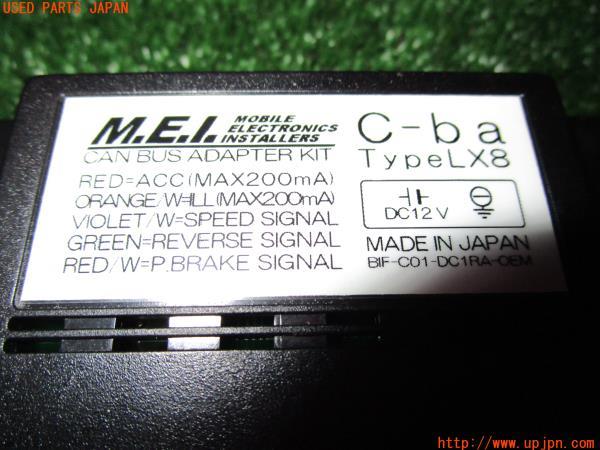 USED PARTS JAPAN
M.E.I. MOBILE ELECTRONICS INSTALLERS
C-ba
CAN BUS ADAPTER KIT
TypeLX8
RED=ACC(MAX200mA)
ORANGE/W=ILL(MAX200mA)
DC12V
VIOLET/W=SPEED SIGNAL
GREEN=REVERSE SIGNAL
MADE IN JAPAN
RED/W=P.BRAKE SIGNAL
BIF-C01-DC1RA-OEM
http://www.upjpn.com